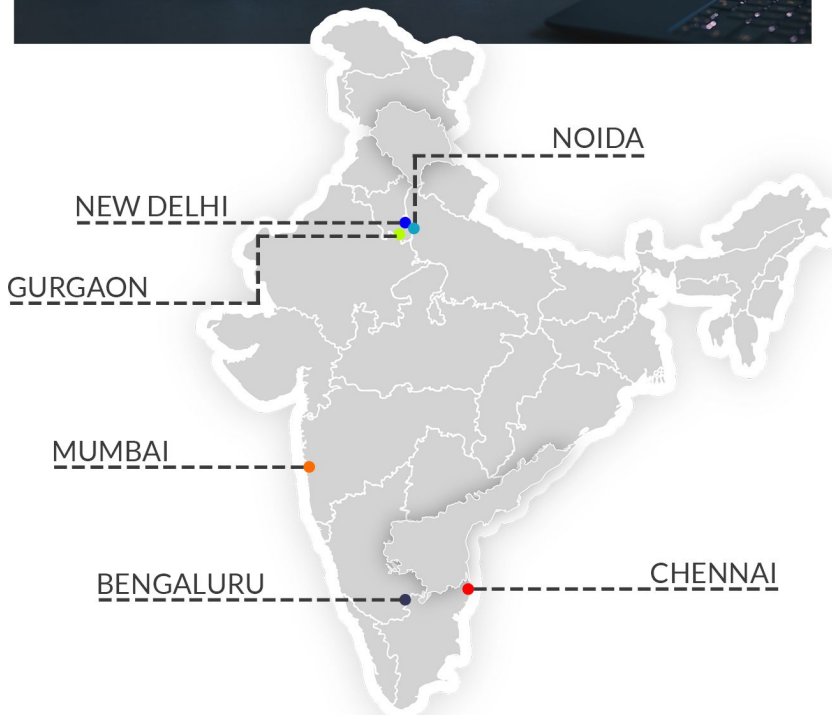 NOIDA
NEW DELHI
GURGAON
MUMBAI
BENGALURU
CHENNAI